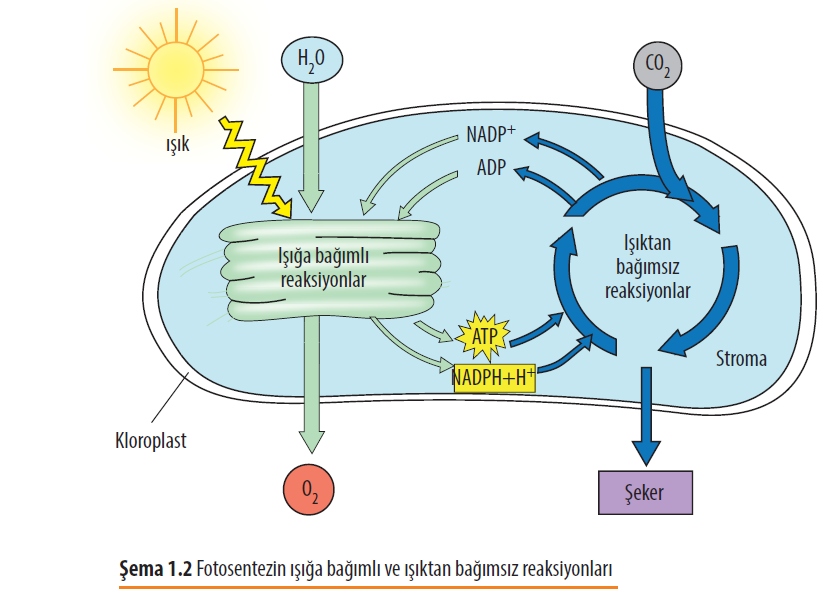 H₂O
CO₂
ışık
NADP⁺
ADP
Işığa bağımlı
reaksiyonlar
Işıktan
bağımsız
reaksiyonlar
ATP
NADPH+H⁺
Stroma
Kloroplast
O₂
Şeker
Şema 1.2 Fotosentezin ışığa bağımlı ve ışıktan bağımsız reaksiyonları